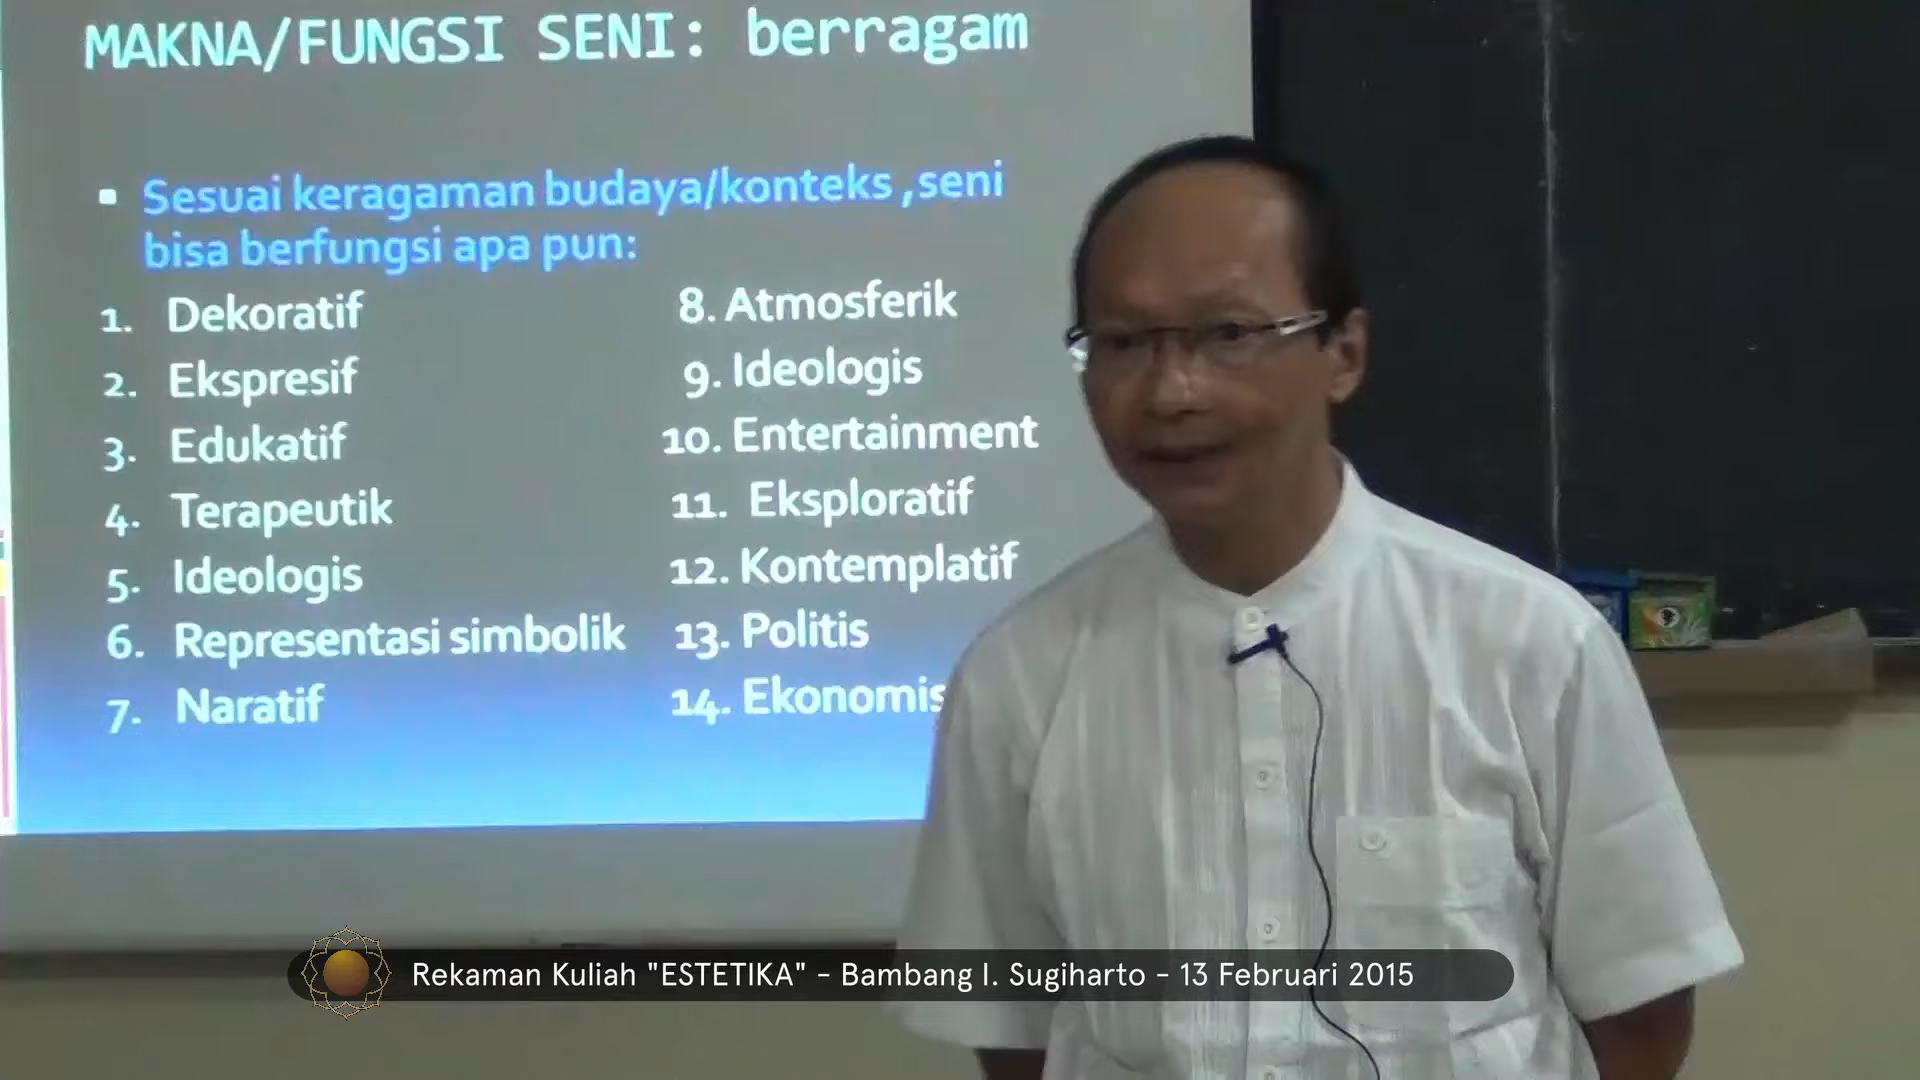 MAKNA/FUNGSI SENI: berragam
▪ Sesuai keragaman budaya/konteks ,seni
bisa berfungsi apa pun:
1. Dekoratif
2. Ekspresif
3. Edukatif
4. Terapeutik
5. Ideologis
6. Representasi simbolik
7. Naratif
8. Atmosferik
9. Ideologis
10. Entertainment
11. Eksploratif
12. Kontemplatif
13. Politis
14. Ekonomis
Rekaman Kuliah "ESTETIKA" - Bambang I. Sugiharto - 13 Februari 2015